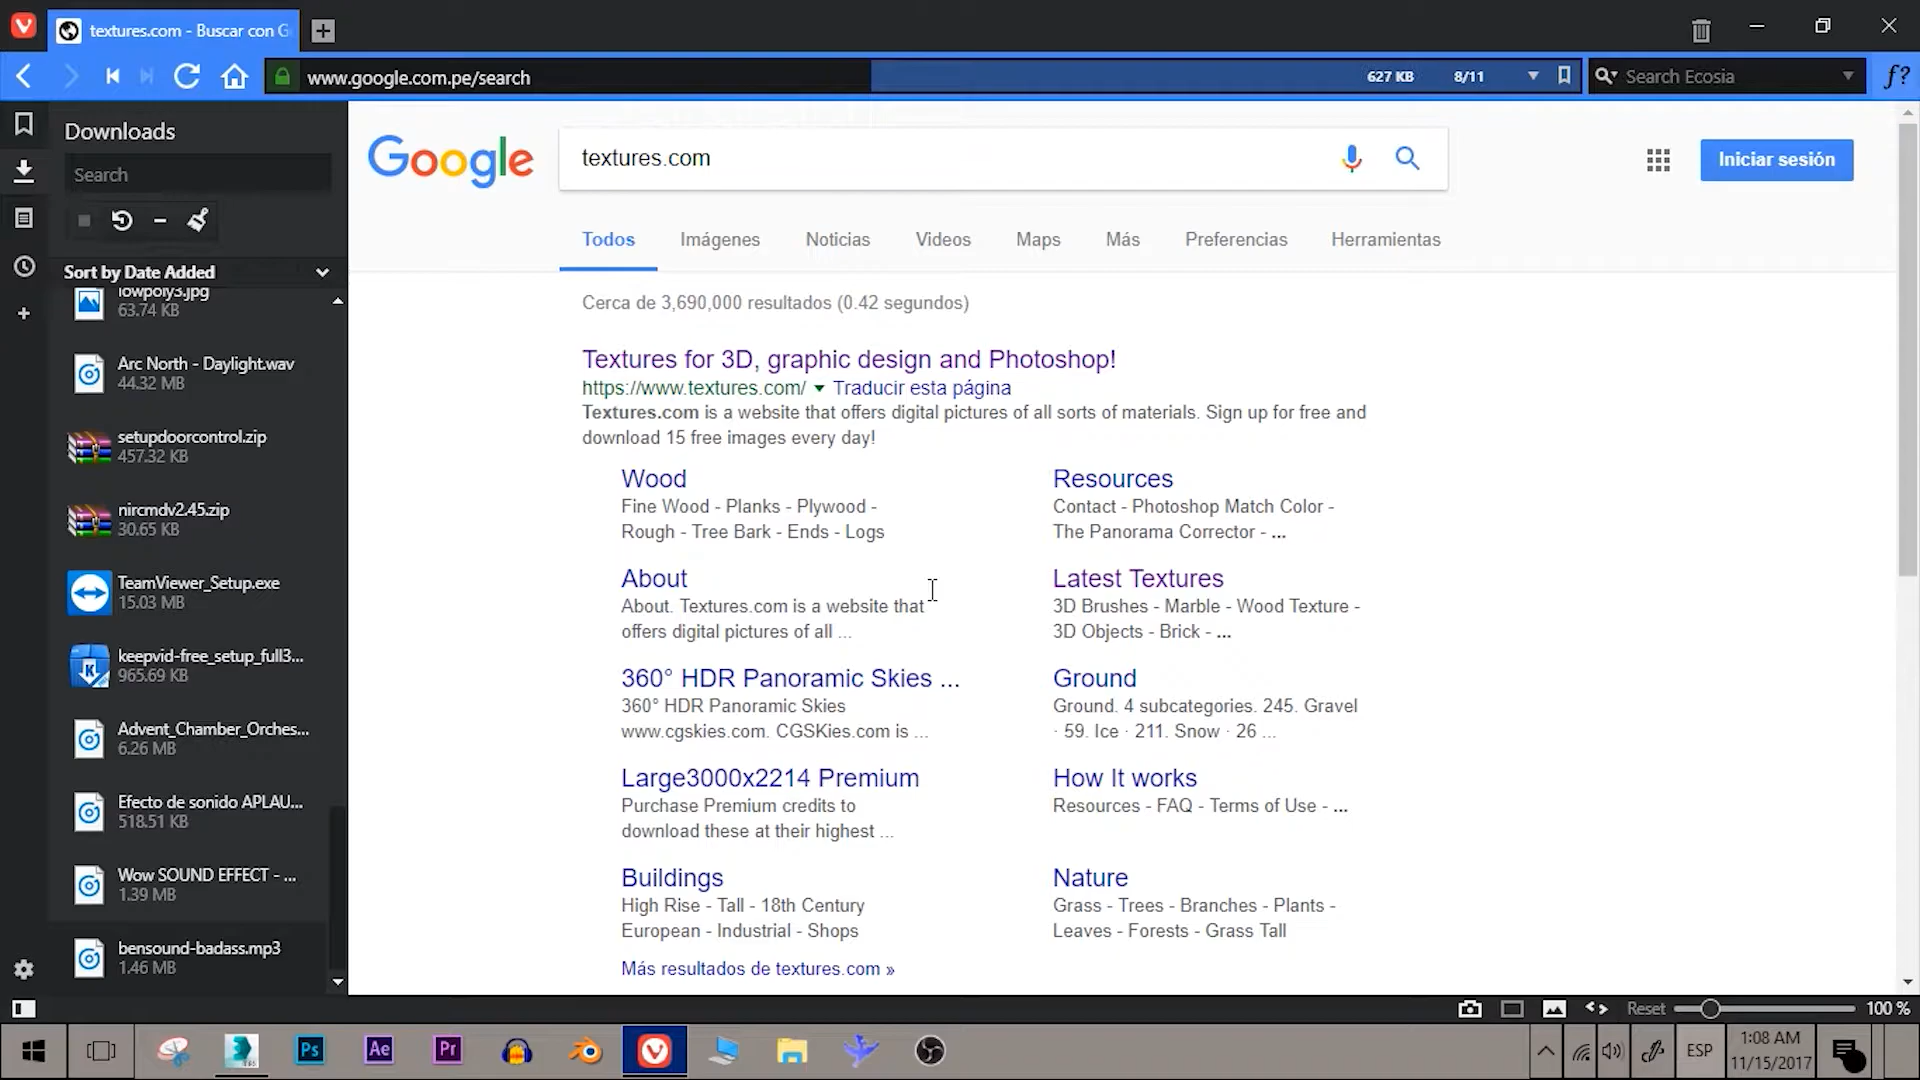 textures.com - Buscar con G
www.google.com.pe/search
627 KB
8/11
Search Ecosia
Downloads
Search
Sort by Date Added
lowpoly3.jpg
63.74 KB
Arc North - Daylight.wav
44.32 MB
setupdoorcontrol.zip
457.32 KB
nircmdv2.45.zip
30.65 KB
TeamViewer_Setup.exe
15.03 MB
keepvid-free_setup_full3...
965.69 KB
Advent_Chamber_Orches...
6.26 MB
Efecto de sonido APLAU...
518.51 KB
Wow SOUND EFFECT - ...
1.39 MB
bensound-badass.mp3
1.46 MB
Google
textures.com
Iniciar sesión
Todos Imágenes Noticias Videos Maps Más Preferencias Herramientas
Cerca de 3,690,000 resultados (0.42 segundos)
Textures for 3D, graphic design and Photoshop!
https://www.textures.com/ Traducir esta página
Textures.com is a website that offers digital pictures of all sorts of materials. Sign up for free and
download 15 free images every day!
Wood
Fine Wood - Planks - Plywood -
Rough - Tree Bark - Ends - Logs
Resources
Contact - Photoshop Match Color -
The Panorama Corrector - ...
About
About. Textures.com is a website that
offers digital pictures of all ...
Latest Textures
3D Brushes - Marble - Wood Texture -
3D Objects - Brick - ...
360° HDR Panoramic Skies ...
360° HDR Panoramic Skies
www.cgskies.com. CGSKies.com is ...
Ground
Ground. 4 subcategories. 245. Gravel
· 59. Ice · 211. Snow · 26 ...
Large3000x2214 Premium
Purchase Premium credits to
download these at their highest ...
How It works
Resources - FAQ - Terms of Use - ...
Buildings
High Rise - Tall - 18th Century
European - Industrial - Shops
Nature
Grass - Trees - Branches - Plants -
Leaves - Forests - Grass Tall
Más resultados de textures.com »
Reset
100 %
Ps
Ae
Pr
ESP
1:08 AM
11/15/2017